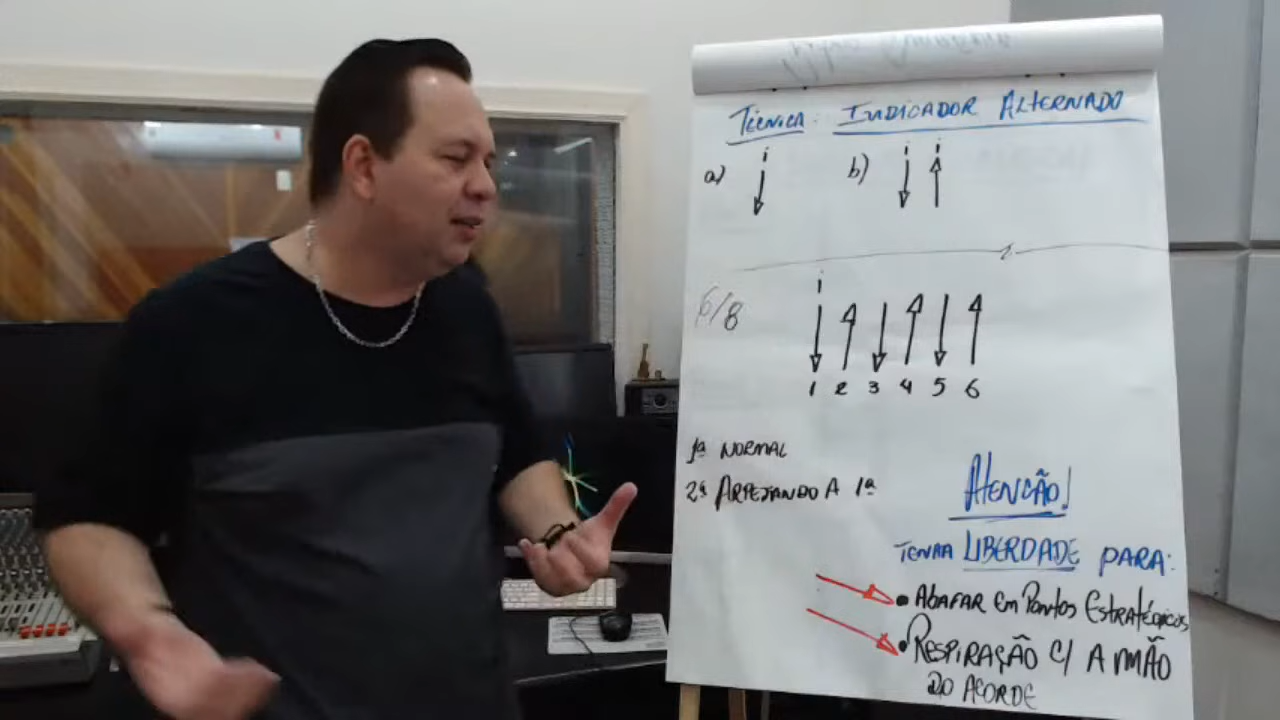 TÉCNICA: INDICADOR ALTERNADO
a) i b) i i
i
6/8
1 2 3 4 5 6
1ª NORMAL
2ª ARPEJANDO A 1ª
ATENÇÃO!
TENHA LIBERDADE PARA:
• ABAFAR EM PONTOS ESTRATÉGICOS
• RESPIRAÇÃO C/ A MÃO
DO ACORDE